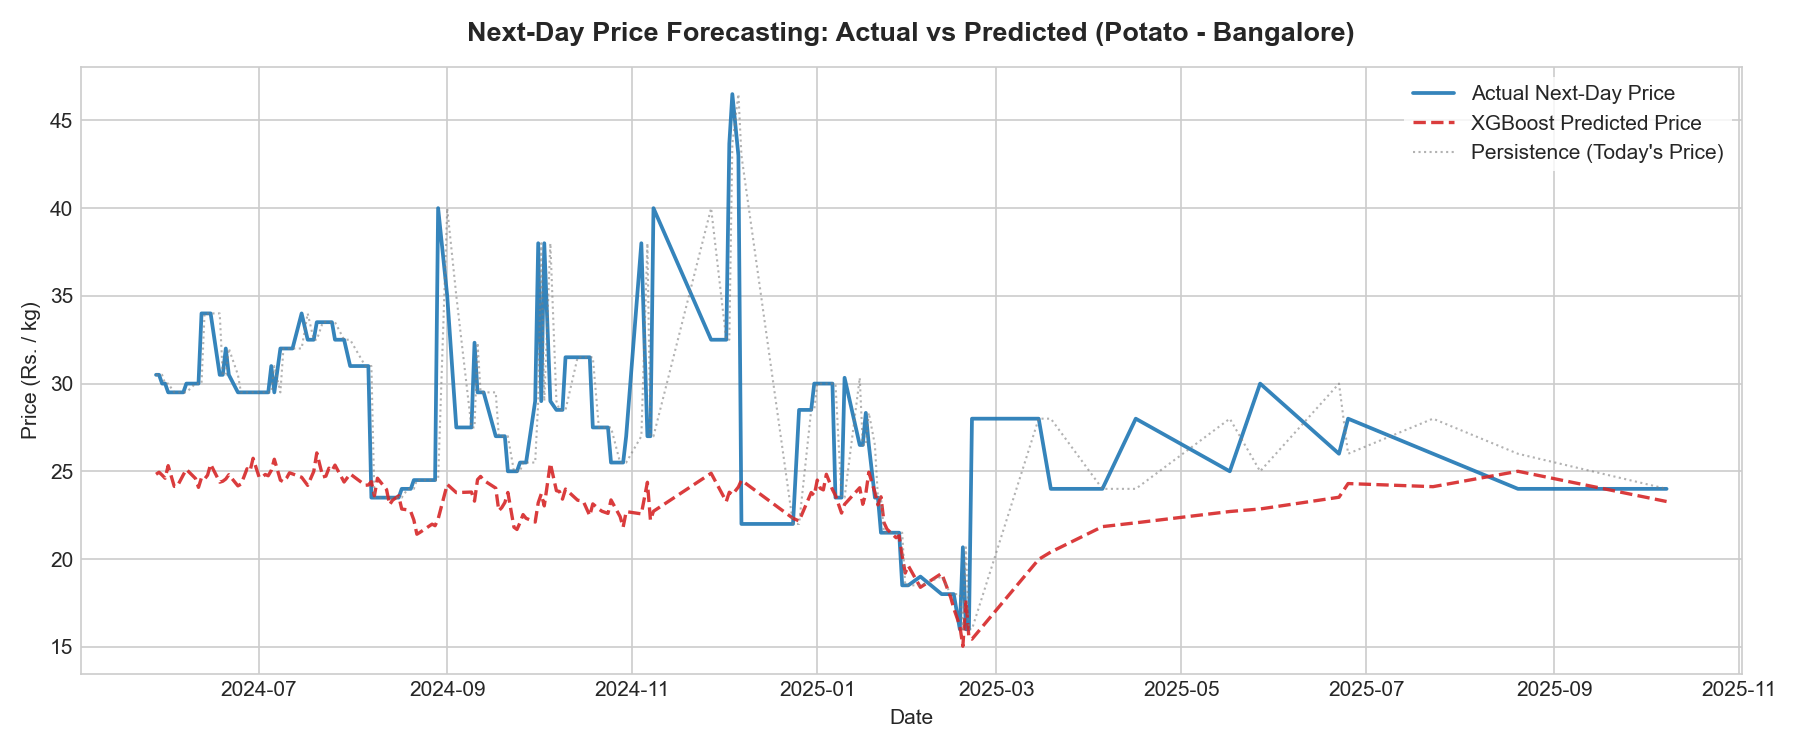 Next-Day Price Forecasting: Actual vs Predicted (Potato - Bangalore)
Actual Next-Day Price
XGBoost Predicted Price
Persistence (Today's Price)
Price (Rs. / kg)
45
40
35
30
25
20
15
2024-07 2024-09 2024-11 2025-01 2025-03 2025-05 2025-07 2025-09 2025-11
Date